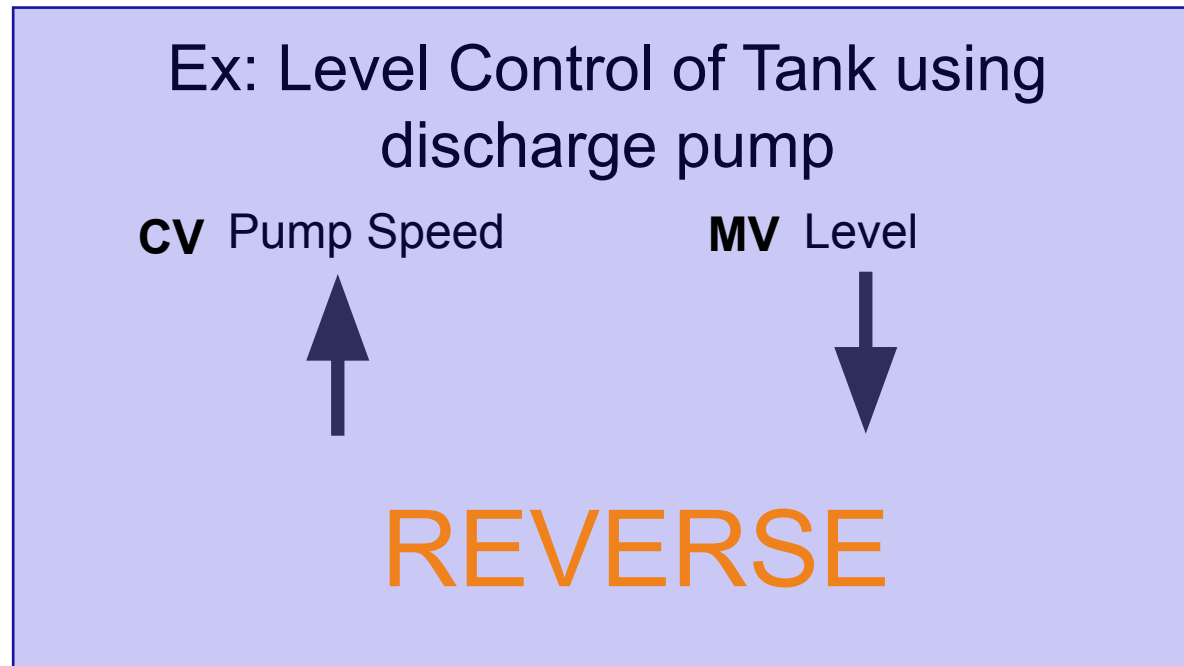 Ex: Level Control of Tank using
discharge pump
CV Pump Speed MV Level
REVERSE